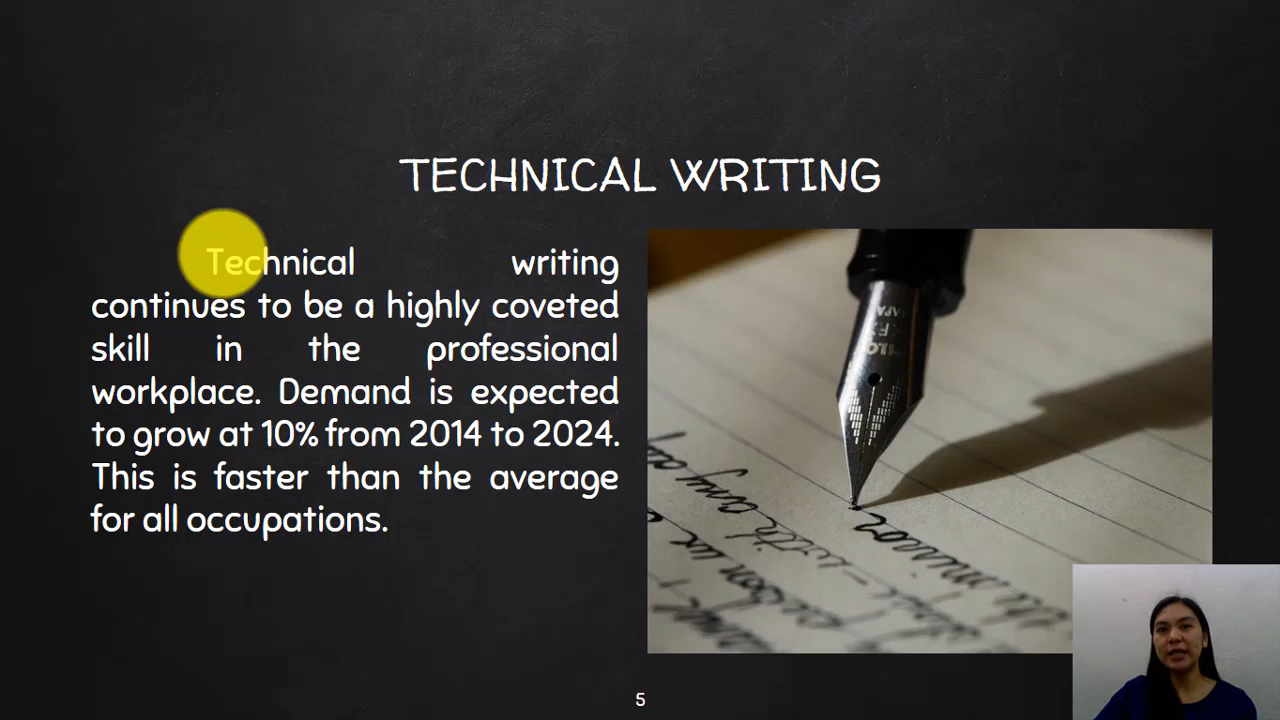 TECHNICAL WRITING
Technical writing
continues to be a highly coveted
skill in the professional
workplace. Demand is expected
to grow at 10% from 2014 to 2024.
This is faster than the average
for all occupations.
JAPAN
5